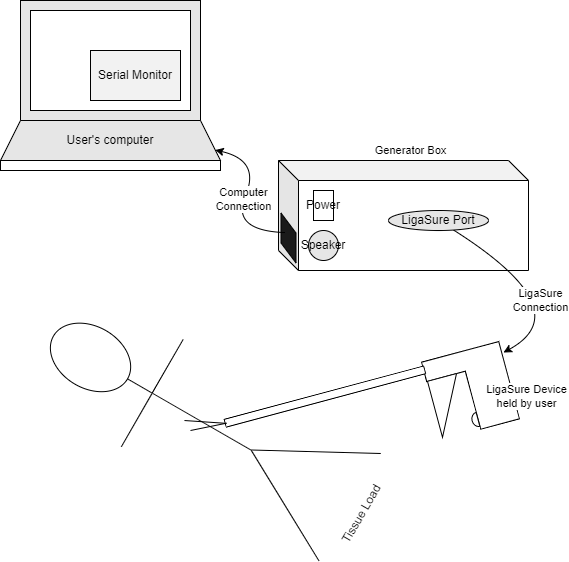 Serial Monitor
User's computer
Generator Box
Computer
Connection
Power
LigaSure Port
Speaker
LigaSure
Connection
LigaSure Device
held by user
Tissue Load